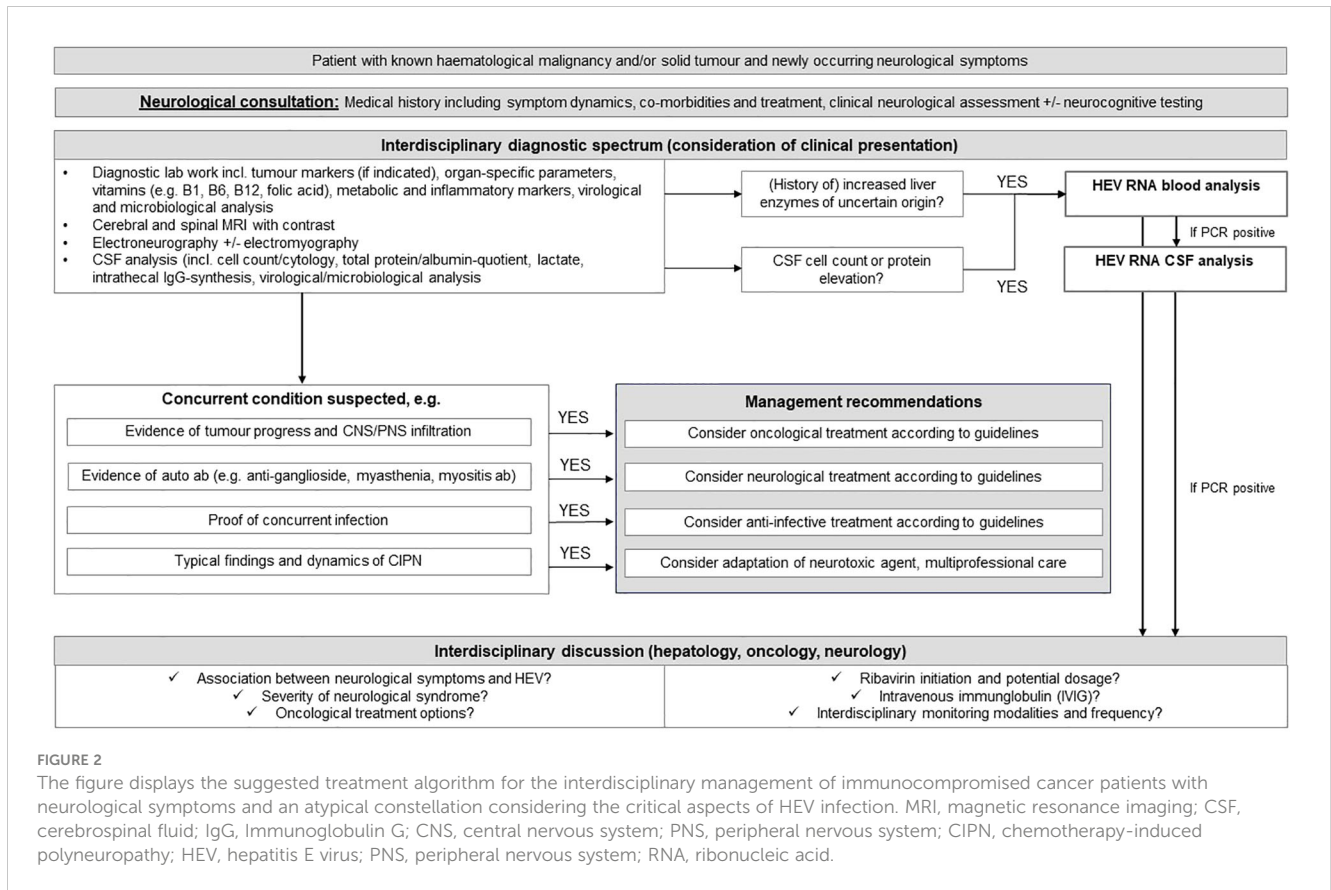 Patient with known haematological malignancy and/or solid tumour and newly occurring neurological symptoms
Neurological consultation: Medical history including symptom dynamics, co-morbidities and treatment, clinical neurological assessment +/- neurocognitive testing
Interdisciplinary diagnostic spectrum (consideration of clinical presentation)
• Diagnostic lab work incl. tumour markers (if indicated), organ-specific parameters,
vitamins (e.g. B1, B6, B12, folic acid), metabolic and inflammatory markers, virological
and microbiological analysis
• Cerebral and spinal MRI with contrast
• Electroneurography +/- electromyography
• CSF analysis (incl. cell count/cytology, total protein/albumin-quotient, lactate,
intrathecal IgG-synthesis, virological/microbiological analysis
(History of) increased liver
enzymes of uncertain origin?
YES
HEV RNA blood analysis
If PCR positive
CSF cell count or protein
elevation?
YES
HEV RNA CSF analysis
Concurrent condition suspected, e.g.
Evidence of tumour progress and CNS/PNS infiltration
Evidence of auto ab (e.g. anti-ganglioside, myasthenia, myositis ab)
Proof of concurrent infection
Typical findings and dynamics of CIPN
YES
YES
YES
YES
Management recommendations
Consider oncological treatment according to guidelines
Consider neurological treatment according to guidelines
Consider anti-infective treatment according to guidelines
Consider adaptation of neurotoxic agent, multiprofessional care
If PCR positive
Interdisciplinary discussion (hepatology, oncology, neurology)
✓ Association between neurological symptoms and HEV?
✓ Severity of neurological syndrome?
✓ Oncological treatment options?
✓ Ribavirin initiation and potential dosage?
✓ Intravenous immunglobulin (IVIG)?
✓ Interdisciplinary monitoring modalities and frequency?
FIGURE 2
The figure displays the suggested treatment algorithm for the interdisciplinary management of immunocompromised cancer patients with
neurological symptoms and an atypical constellation considering the critical aspects of HEV infection. MRI, magnetic resonance imaging; CSF,
cerebrospinal fluid; IgG, Immunoglobulin G; CNS, central nervous system; PNS, peripheral nervous system; CIPN, chemotherapy-induced
polyneuropathy; HEV, hepatitis E virus; PNS, peripheral nervous system; RNA, ribonucleic acid.